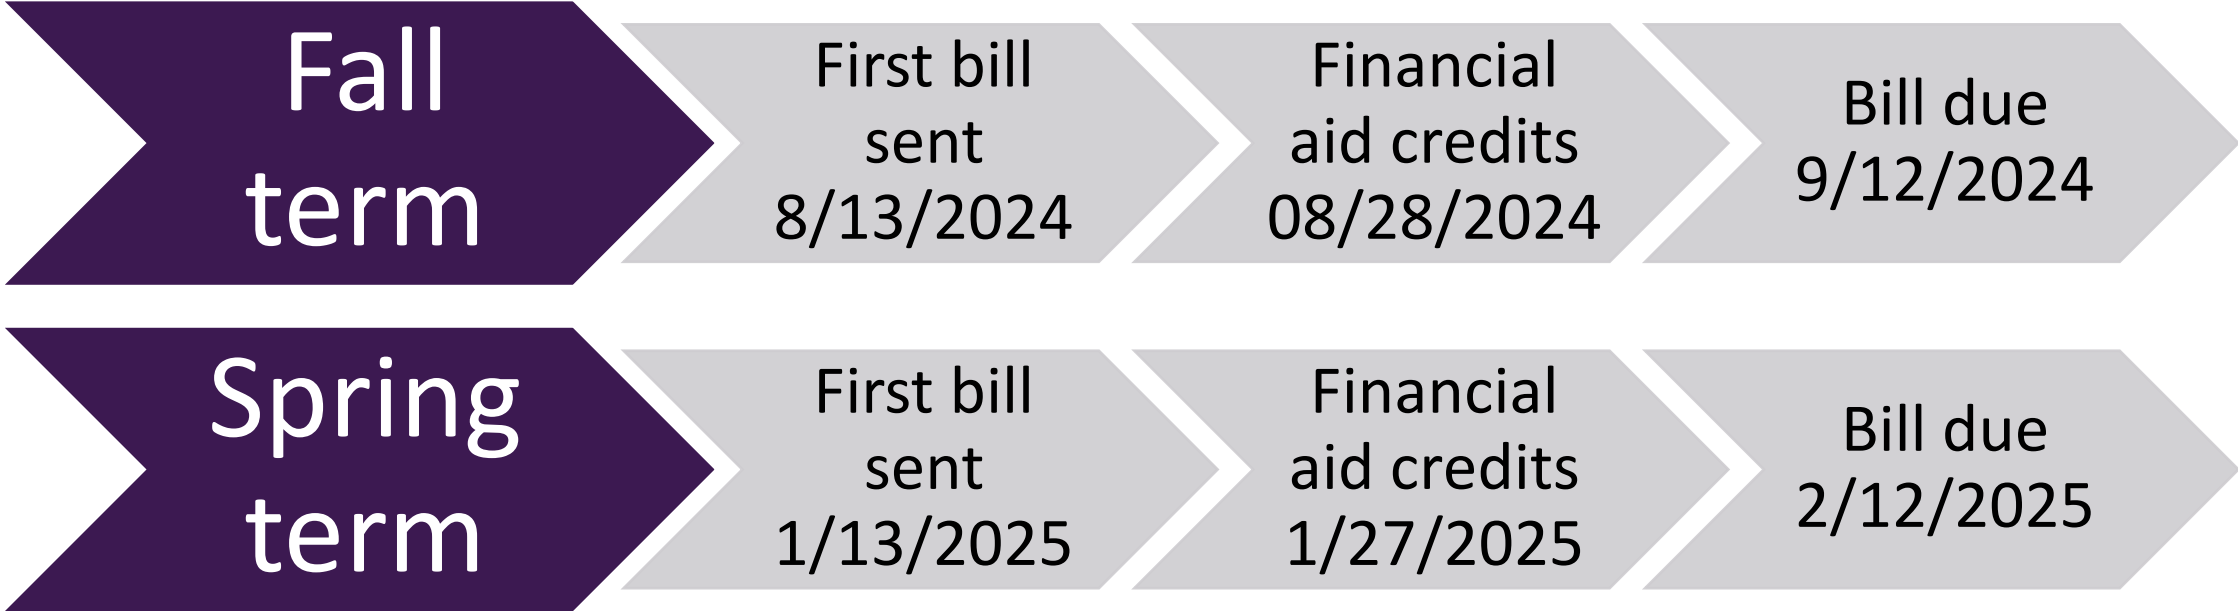 Fall
term
First bill
sent
8/13/2024
Financial
aid credits
08/28/2024
Bill due
9/12/2024
Spring
term
First bill
sent
1/13/2025
Financial
aid credits
1/27/2025
Bill due
2/12/2025